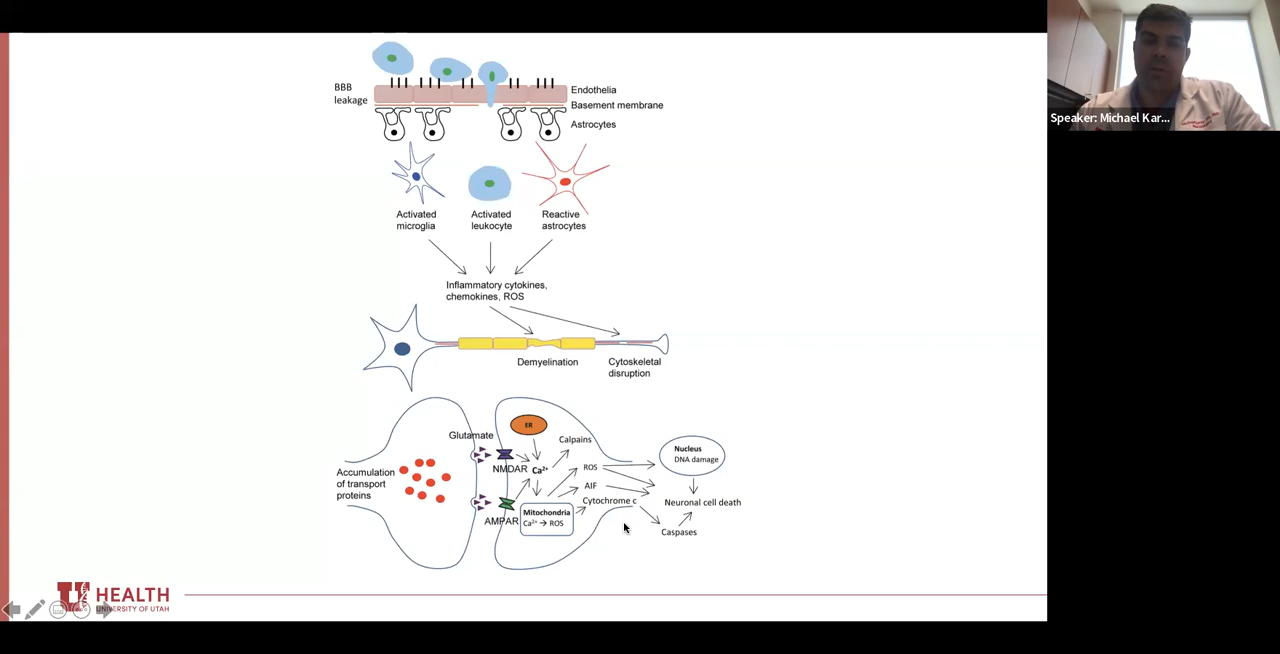 Speaker: Michael Kar...
BBB
leakage
Endothelia
Basement membrane
Astrocytes
Activated
microglia
Activated
leukocyte
Reactive
astrocytes
Inflammatory cytokines,
chemokines, ROS
Demyelination
Cytoskeletal
disruption
Accumulation
of transport
proteins
Glutamate
NMDAR
AMPAR
ER
Ca²⁺
Mitochondria
Ca²⁺ → ROS
Calpains
ROS
AIF
Cytochrome c
Nucleus
DNA damage
Neuronal cell death
Caspases
U HEALTH
UNIVERSITY OF UTAH